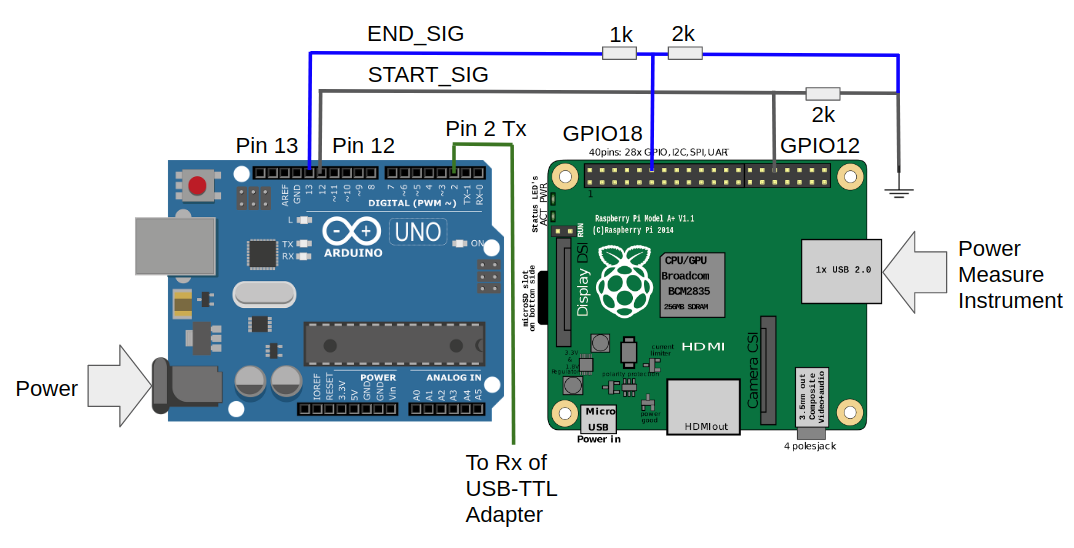 END_SIG
1k
2k
START_SIG
2k
Pin 13
Pin 12
Pin 2 Tx
GPIO18
GPIO12
40pins: 28x GPIO, I2C, SPI, UART
1
AREF
GND
13
12
~11
~10
~9
8
7
~6
~5
4
~3
2
TX-1
RX-0
DIGITAL (PWM ~)
L
TX
RX
ARDUINO
UNO
ON
POWER
ANALOG IN
IOREF
RESET
3.3V
5V
GND
GND
Vin
A0
A1
A2
A3
A4
A5
Power
To Rx of
USB-TTL
Adapter
Status LED's
ACT PWR
RUN
Raspberry Pi Model A+ V1.1
(C)Raspberry Pi 2014
Display DSI
microSD slot
on bottom side
CPU/GPU
Broadcom
BCM2835
256MB SDRAM
1x USB 2.0
Power
Measure
Instrument
HDMI
Camera CSI
3.3V
&
1.8V
Regulator
current
limiter
polarity protection
power
good
Micro
USB
Power in
HDMIout
3.5mm out
Composite
Video+audio
4 polesjack